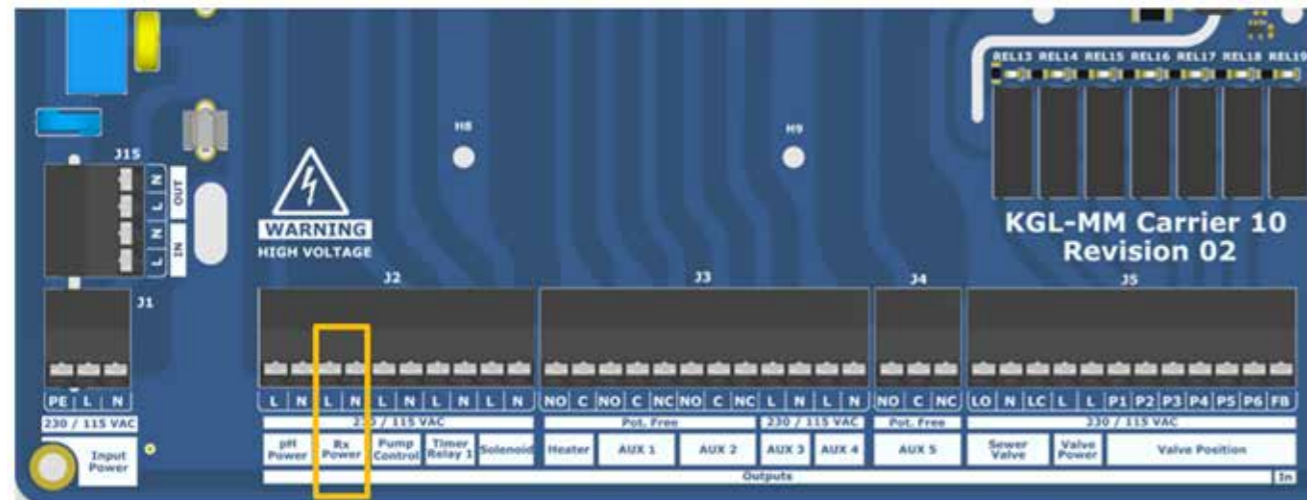 REL13 REL14 REL15 REL16 REL17 REL18 REL19
H8
H9
J15
N
L
OUT
N
L
IN
WARNING
HIGH VOLTAGE
KGL-MM Carrier 10
Revision 02
J1
J2
J3
J4
J5
PE L N
L N L N L N L N L N
NO C NO C NC NO C NC L N L N
NO C NC
LO N LC L L P1 P2 P3 P4 P5 P6 FB
230 / 115 VAC
230 / 115 VAC
Pot. Free
230 / 115 VAC
Pot. Free
230 / 115 VAC
Input
Power
pH
Power
Rx
Power
Pump
Control
Timer
Relay 1
Solenoid
Heater
AUX 1
AUX 2
AUX 3
AUX 4
AUX 5
Sewer
Valve
Valve
Power
Valve Position
Outputs
In